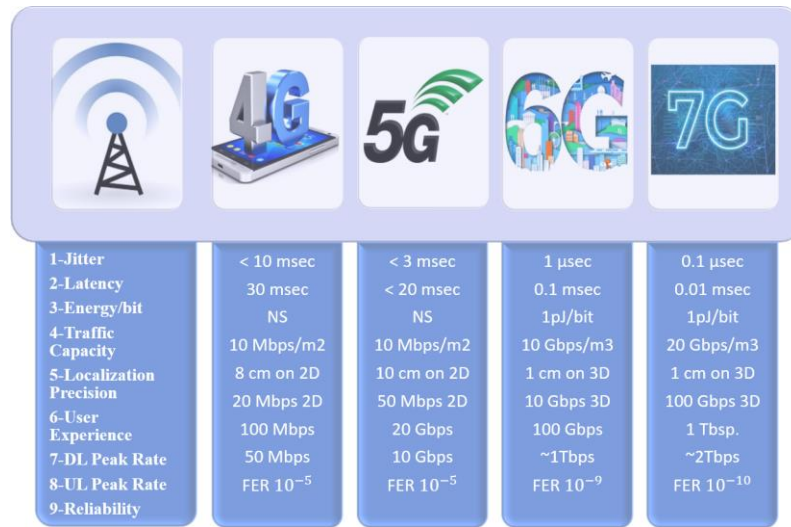 4G
5G
6G
7G
1-Jitter
2-Latency
3-Energy/bit
4-Traffic
Capacity
5-Localization
Precision
6-User
Experience
7-DL Peak Rate
8-UL Peak Rate
9-Reliability
< 10 msec
30 msec
NS
10 Mbps/m2
8 cm on 2D
20 Mbps 2D
100 Mbps
50 Mbps
FER 10⁻⁵
< 3 msec
< 20 msec
NS
10 Mbps/m2
10 cm on 2D
50 Mbps 2D
20 Gbps
10 Gbps
FER 10⁻⁵
1 μsec
0.1 msec
1pJ/bit
10 Gbps/m3
1 cm on 3D
10 Gbps 3D
100 Gbps
~1Tbps
FER 10⁻⁹
0.1 μsec
0.01 msec
1pJ/bit
20 Gbps/m3
1 cm on 3D
100 Gbps 3D
1 Tbsp.
~2Tbps
FER 10⁻¹⁰